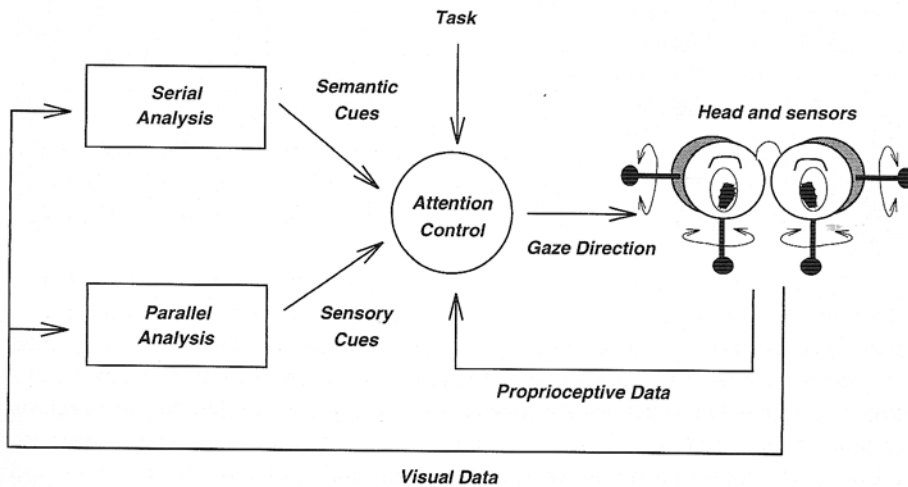 Task
Serial
Analysis
Semantic
Cues
Head and sensors
Attention
Control
Gaze Direction
Parallel
Analysis
Sensory
Cues
Proprioceptive Data
Visual Data